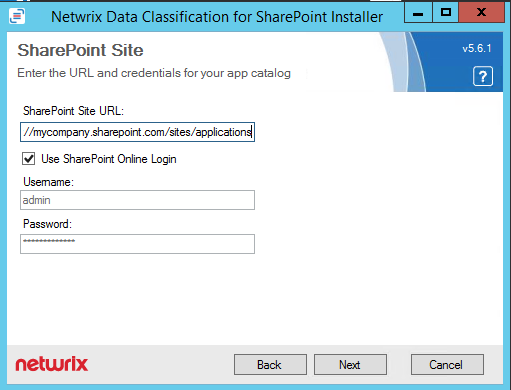 Netwrix Data Classification for SharePoint Installer
SharePoint Site
v5.6.1
Enter the URL and credentials for your app catalog
?
SharePoint Site URL:
//mycompany.sharepoint.com/sites/applications
Use SharePoint Online Login
Username:
admin
Password:
*************
netwrix
Back
Next
Cancel